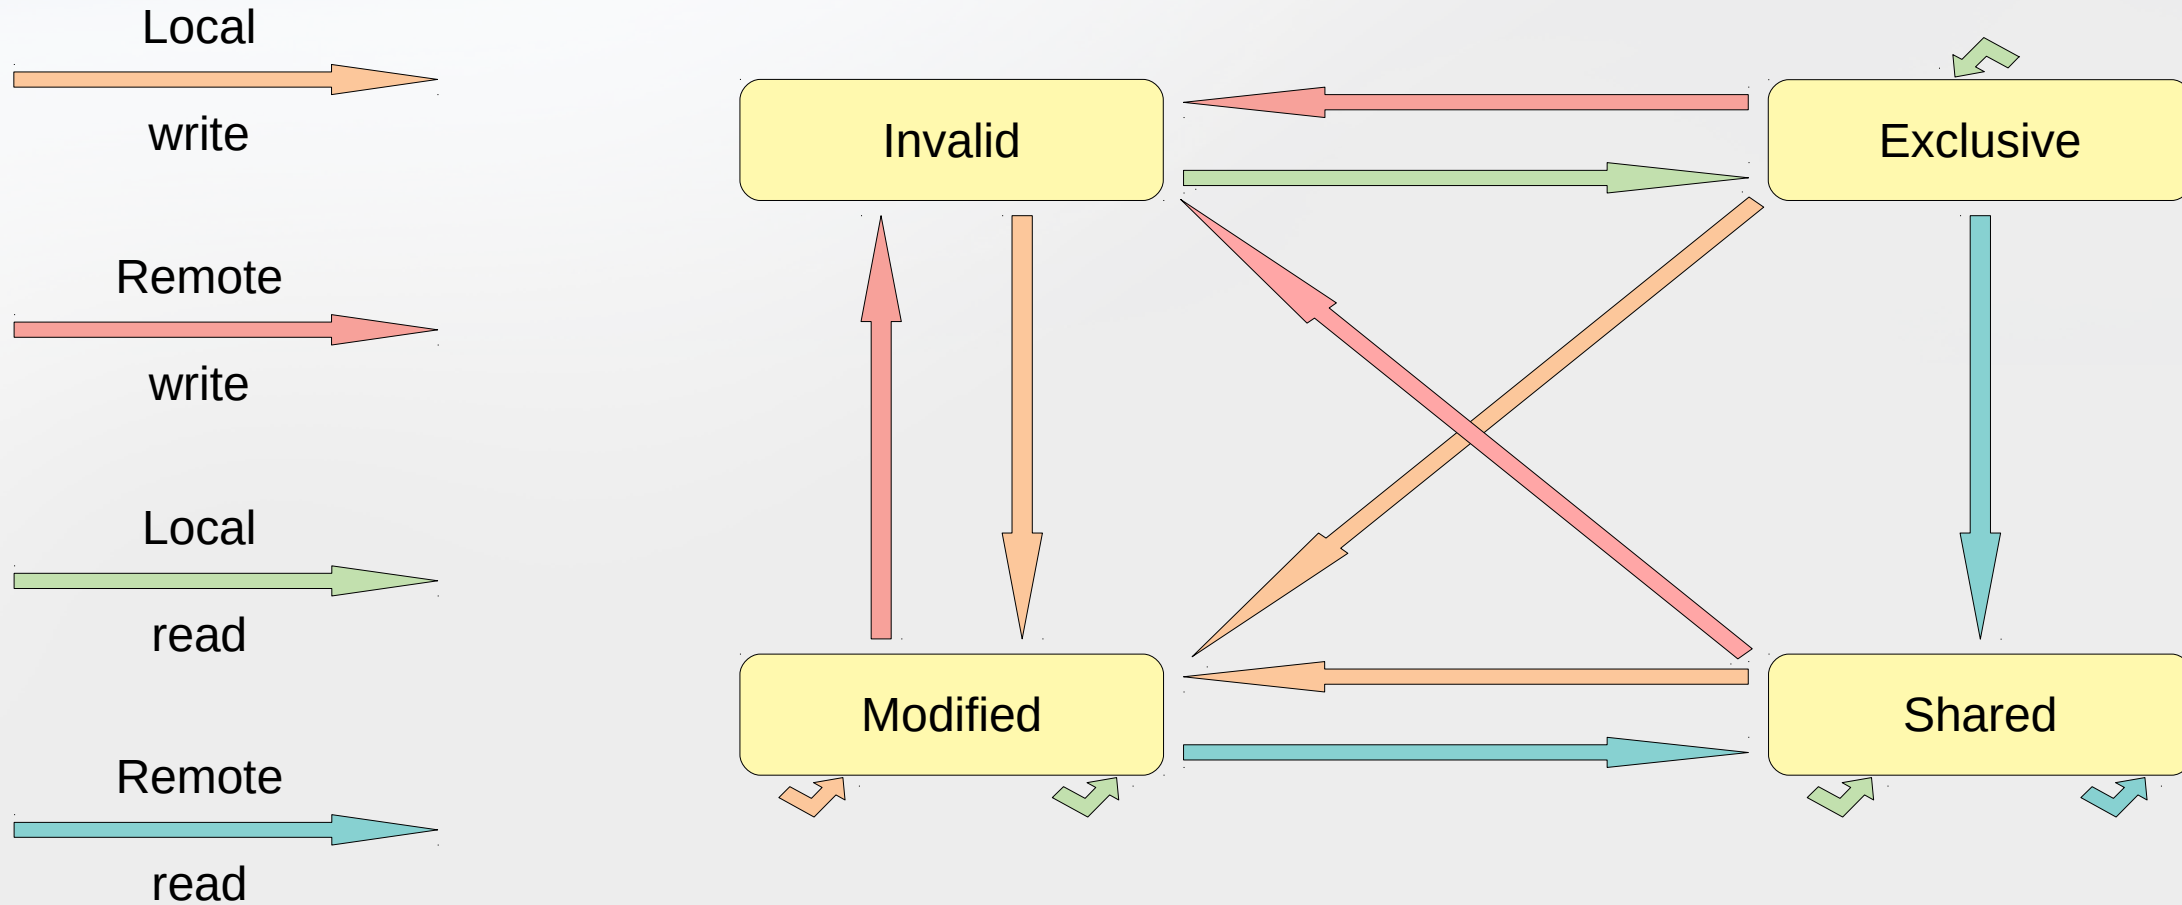 Local
write
Remote
write
Local
read
Remote
read
Invalid
Exclusive
Modified
Shared